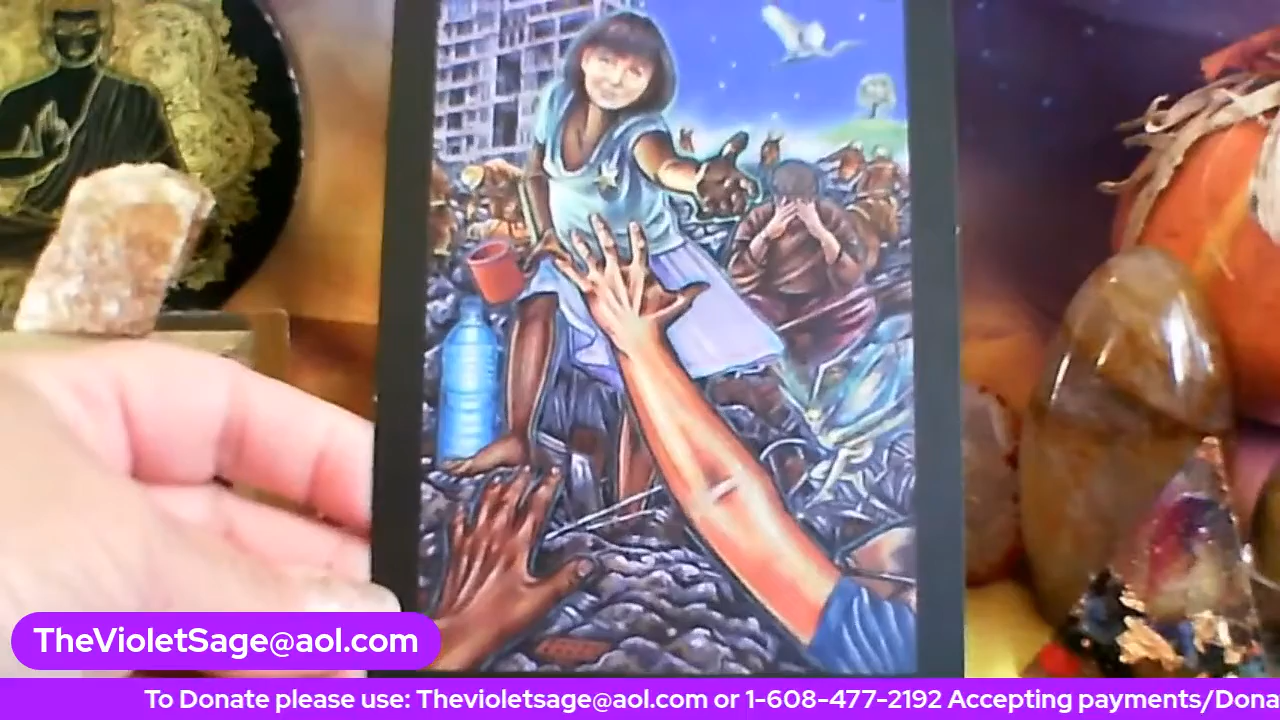 TheVioletSage@aol.com
To Donate please use: Thevioletsage@aol.com or 1-608-477-2192 Accepting payments/Dona